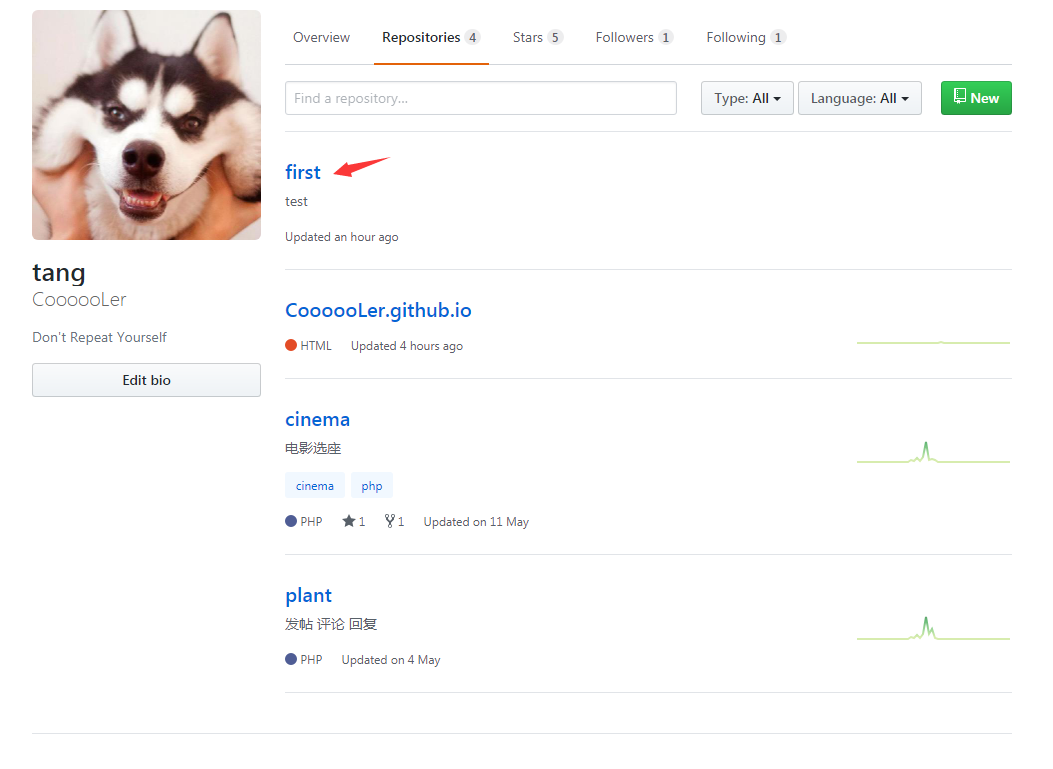 Overview Repositories 4 Stars 5 Followers 1 Following 1
Find a repository... Type: All Language: All New
first
test
Updated an hour ago
tang
CoooooLer
Don't Repeat Yourself
Edit bio
CoooooLer.github.io
HTML Updated 4 hours ago
cinema
电影选座
cinema php
PHP 1 1 Updated on 11 May
plant
发帖 评论 回复
PHP Updated on 4 May